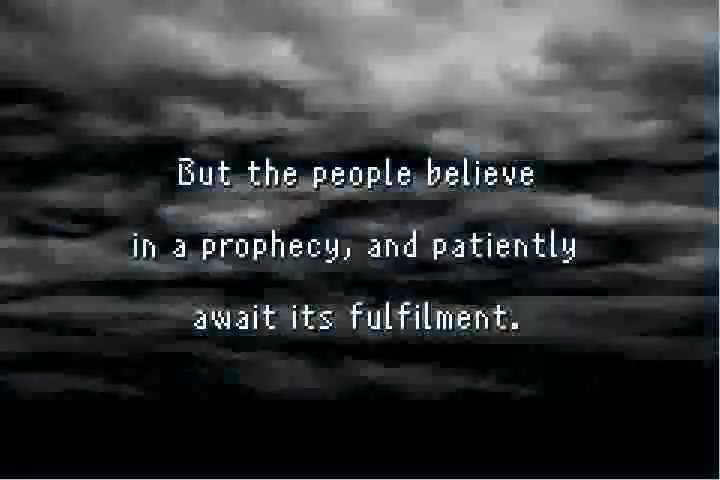 But the people believe
in a prophecy, and patiently
await its fulfilment.